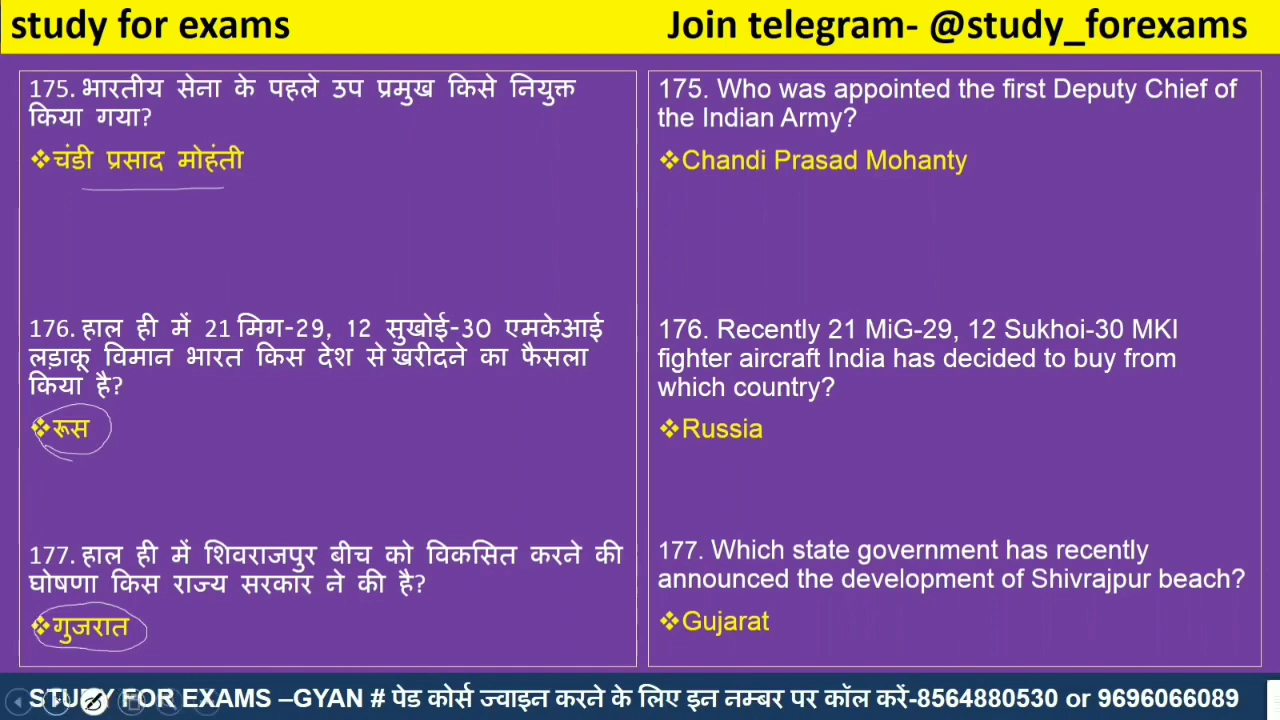 study for exams
Join telegram- @study_forexams
175. भारतीय सेना के पहले उप प्रमुख किसे नियुक्त
किया गया?
❖चंडी प्रसाद मोहंती
176. हाल ही में 21 मिग-29, 12 सुखोई-30 एमकेआई
लड़ाकू विमान भारत किस देश से खरीदने का फैसला
किया है?
❖रूस
177. हाल ही में शिवराजपुर बीच को विकसित करने की
घोषणा किस राज्य सरकार ने की है?
❖गुजरात
175. Who was appointed the first Deputy Chief of
the Indian Army?
❖Chandi Prasad Mohanty
176. Recently 21 MiG-29, 12 Sukhoi-30 MKI
fighter aircraft India has decided to buy from
which country?
❖Russia
177. Which state government has recently
announced the development of Shivrajpur beach?
❖Gujarat
STUDY FOR EXAMS –GYAN # पेड कोर्स ज्वाइन करने के लिए इन नम्बर पर कॉल करें-8564880530 or 9696066089